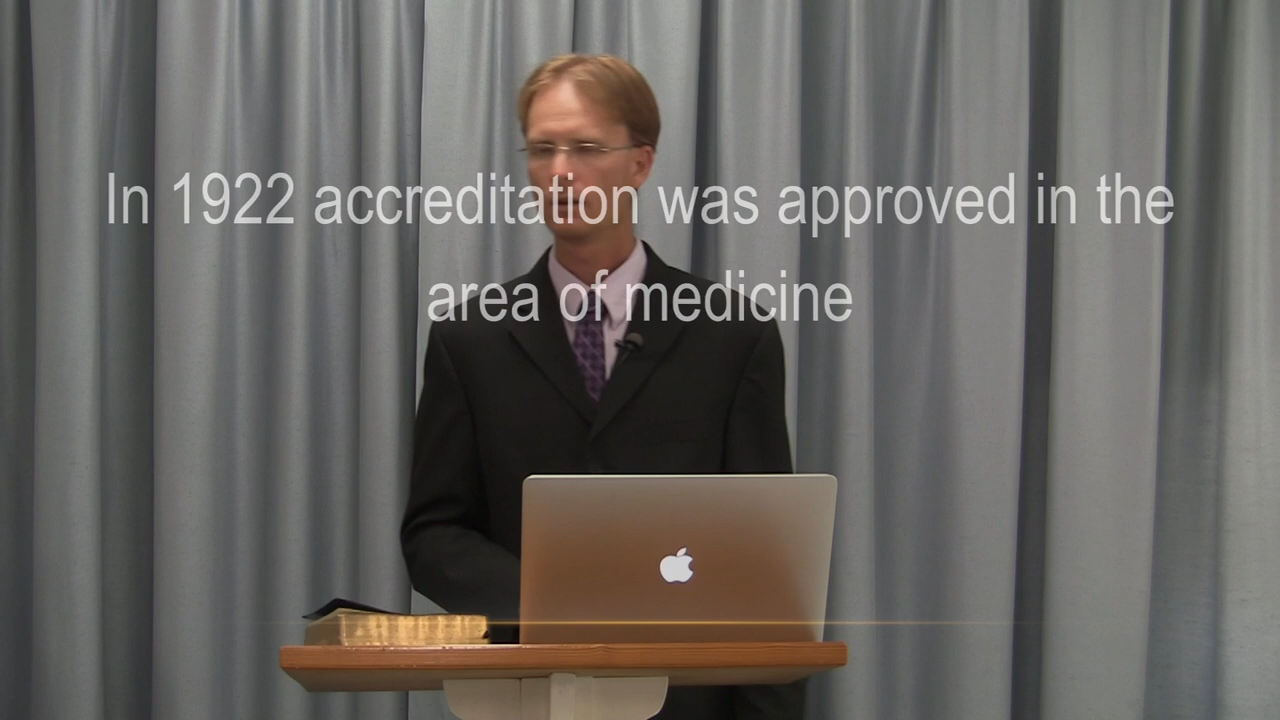 In 1922 accreditation was approved in the
area of medicine